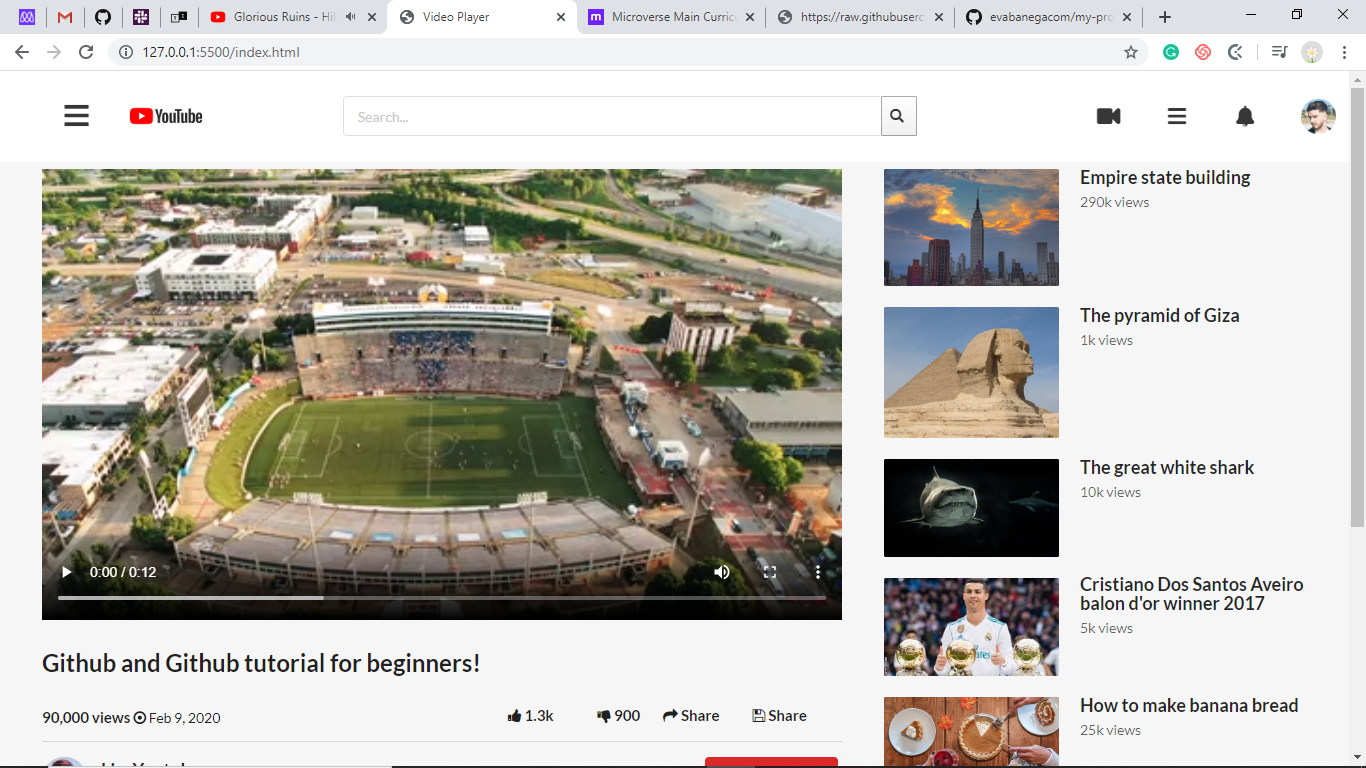 Glorious Ruins - Hil
Video Player
Microverse Main Curric
https://raw.githubuserc
evabanegacom/my-pro
127.0.0.1:5500/index.html
YouTube
Search...
Empire state building
290k views
The pyramid of Giza
1k views
The great white shark
10k views
Cristiano Dos Santos Aveiro
balon d'or winner 2017
5k views
How to make banana bread
25k views
0:00 / 0:12
Github and Github tutorial for beginners!
90,000 views Feb 9, 2020
1.3k
900
Share
Share